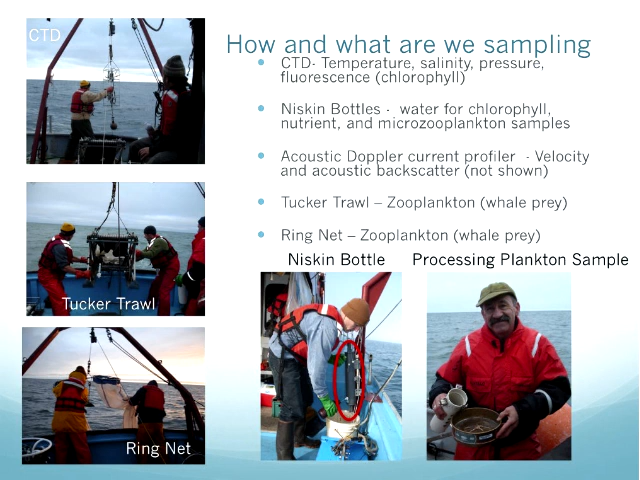 CTD
How and what are we sampling
CTD- Temperature, salinity, pressure,
fluorescence (chlorophyll)
Niskin Bottles - water for chlorophyll,
nutrient, and microzooplankton samples
Acoustic Doppler current profiler - Velocity
and acoustic backscatter (not shown)
Tucker Trawl – Zooplankton (whale prey)
Ring Net – Zooplankton (whale prey)
Niskin Bottle
Processing Plankton Sample
Tucker Trawl
Ring Net